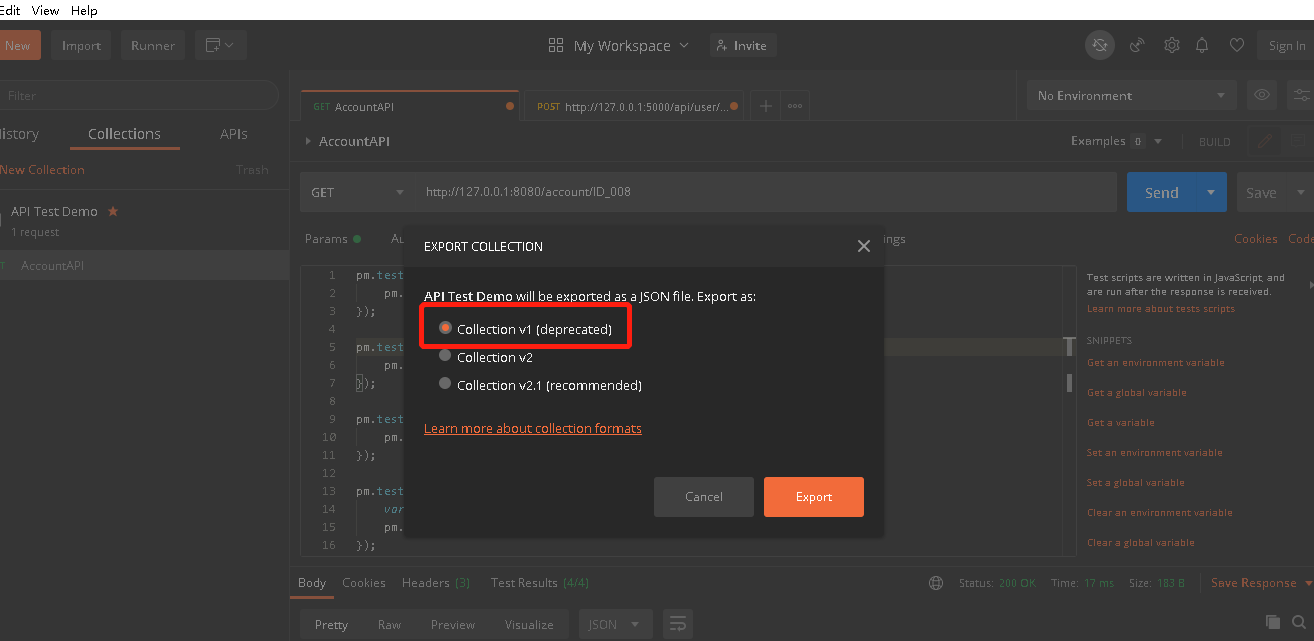 Edit View Help
New Import Runner My Workspace Invite Sign In
Filter
History Collections APIs
New Collection Trash
API Test Demo
1 request
AccountAPI
GET AccountAPI POST http://127.0.0.1:5000/api/user/... ooo No Environment
AccountAPI Examples 0 BUILD
GET http://127.0.0.1:8080/account/ID_008 Send Save
Params Au ngs Cookies Code
EXPORT COLLECTION
API Test Demo will be exported as a JSON file. Export as:
Collection v1 (deprecated)
Collection v2
Collection v2.1 (recommended)
Learn more about collection formats
Cancel Export
1 pm.test
2 pm.
3 });
4
5 pm.test
6 pm.
7 });
8
9 pm.test
10 pm.
11 });
12
13 pm.test
14 var
15 pm.
16 });
Test scripts are written in JavaScript, and
are run after the response is received.
Learn more about tests scripts
SNIPPETS
Get an environment variable
Get a global variable
Get a variable
Set an environment variable
Set a global variable
Clear an environment variable
Clear a global variable
Body Cookies Headers (3) Test Results (4/4) Status: 200 OK Time: 17 ms Size: 183 B Save Response
Pretty Raw Preview Visualize JSON